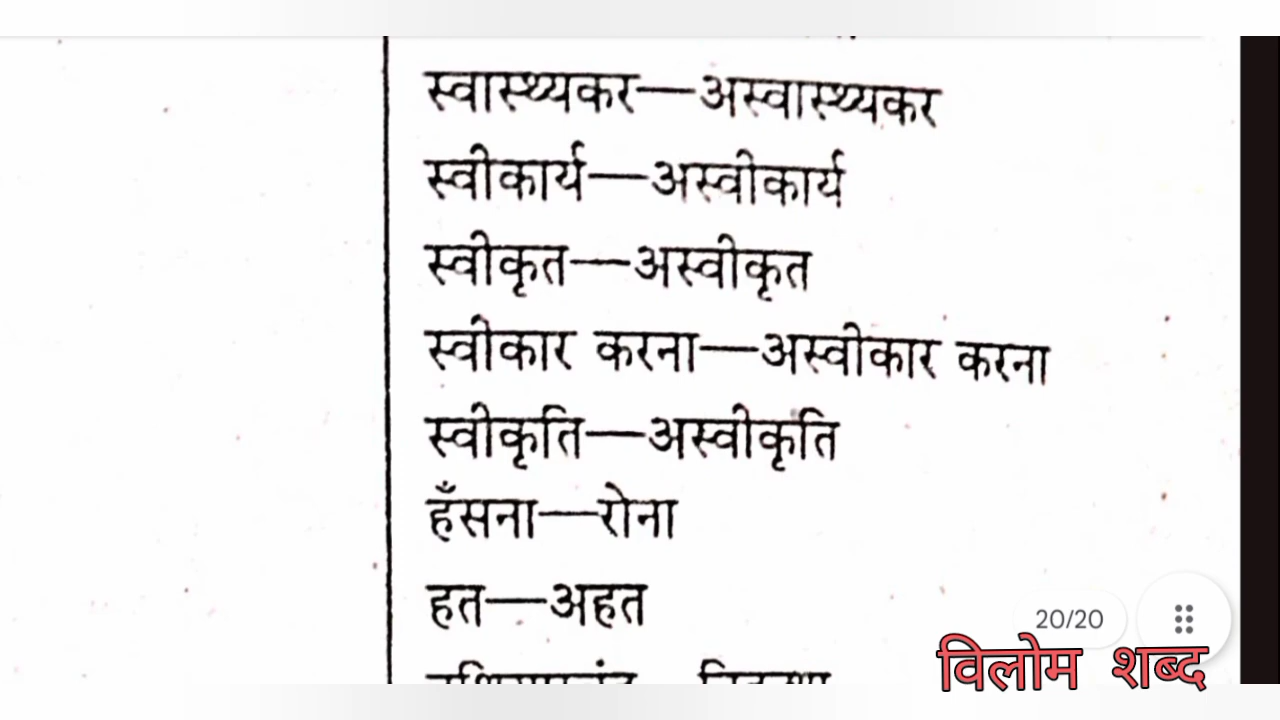 स्वास्थ्यकर—अस्वास्थ्यकर
स्वीकार्य—अस्वीकार्य
स्वीकृत—अस्वीकृत
स्वीकार करना—अस्वीकार करना
स्वीकृति—अस्वीकृति
हँसना—रोना
हत—अहत
20/20
विलोम शब्द